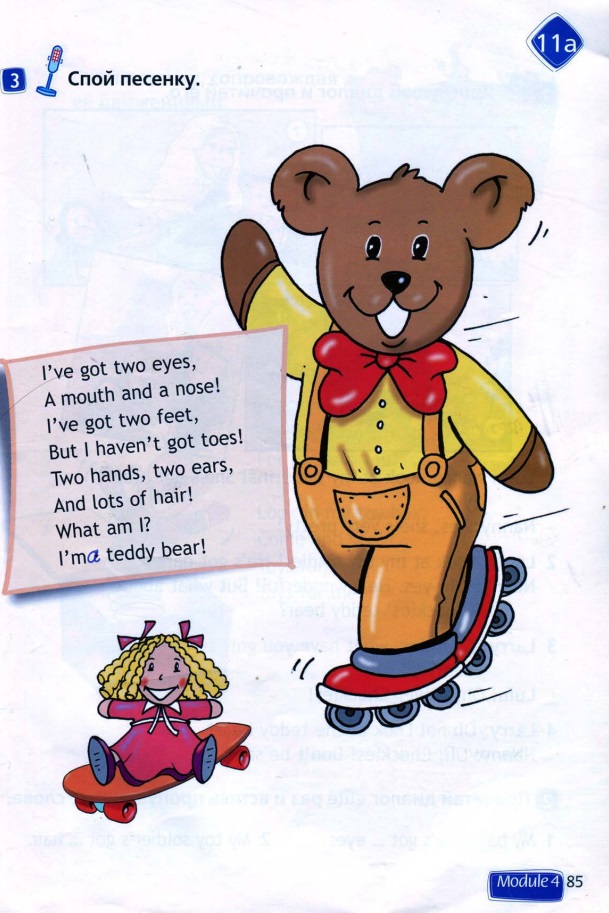 11a
3 Спой песенку.
I've got two eyes,
A mouth and a nose!
I've got two feet,
But I haven't got toes!
Two hands, two ears,
And lots of hair!
What am I?
I'm a teddy bear!
Module 4 85